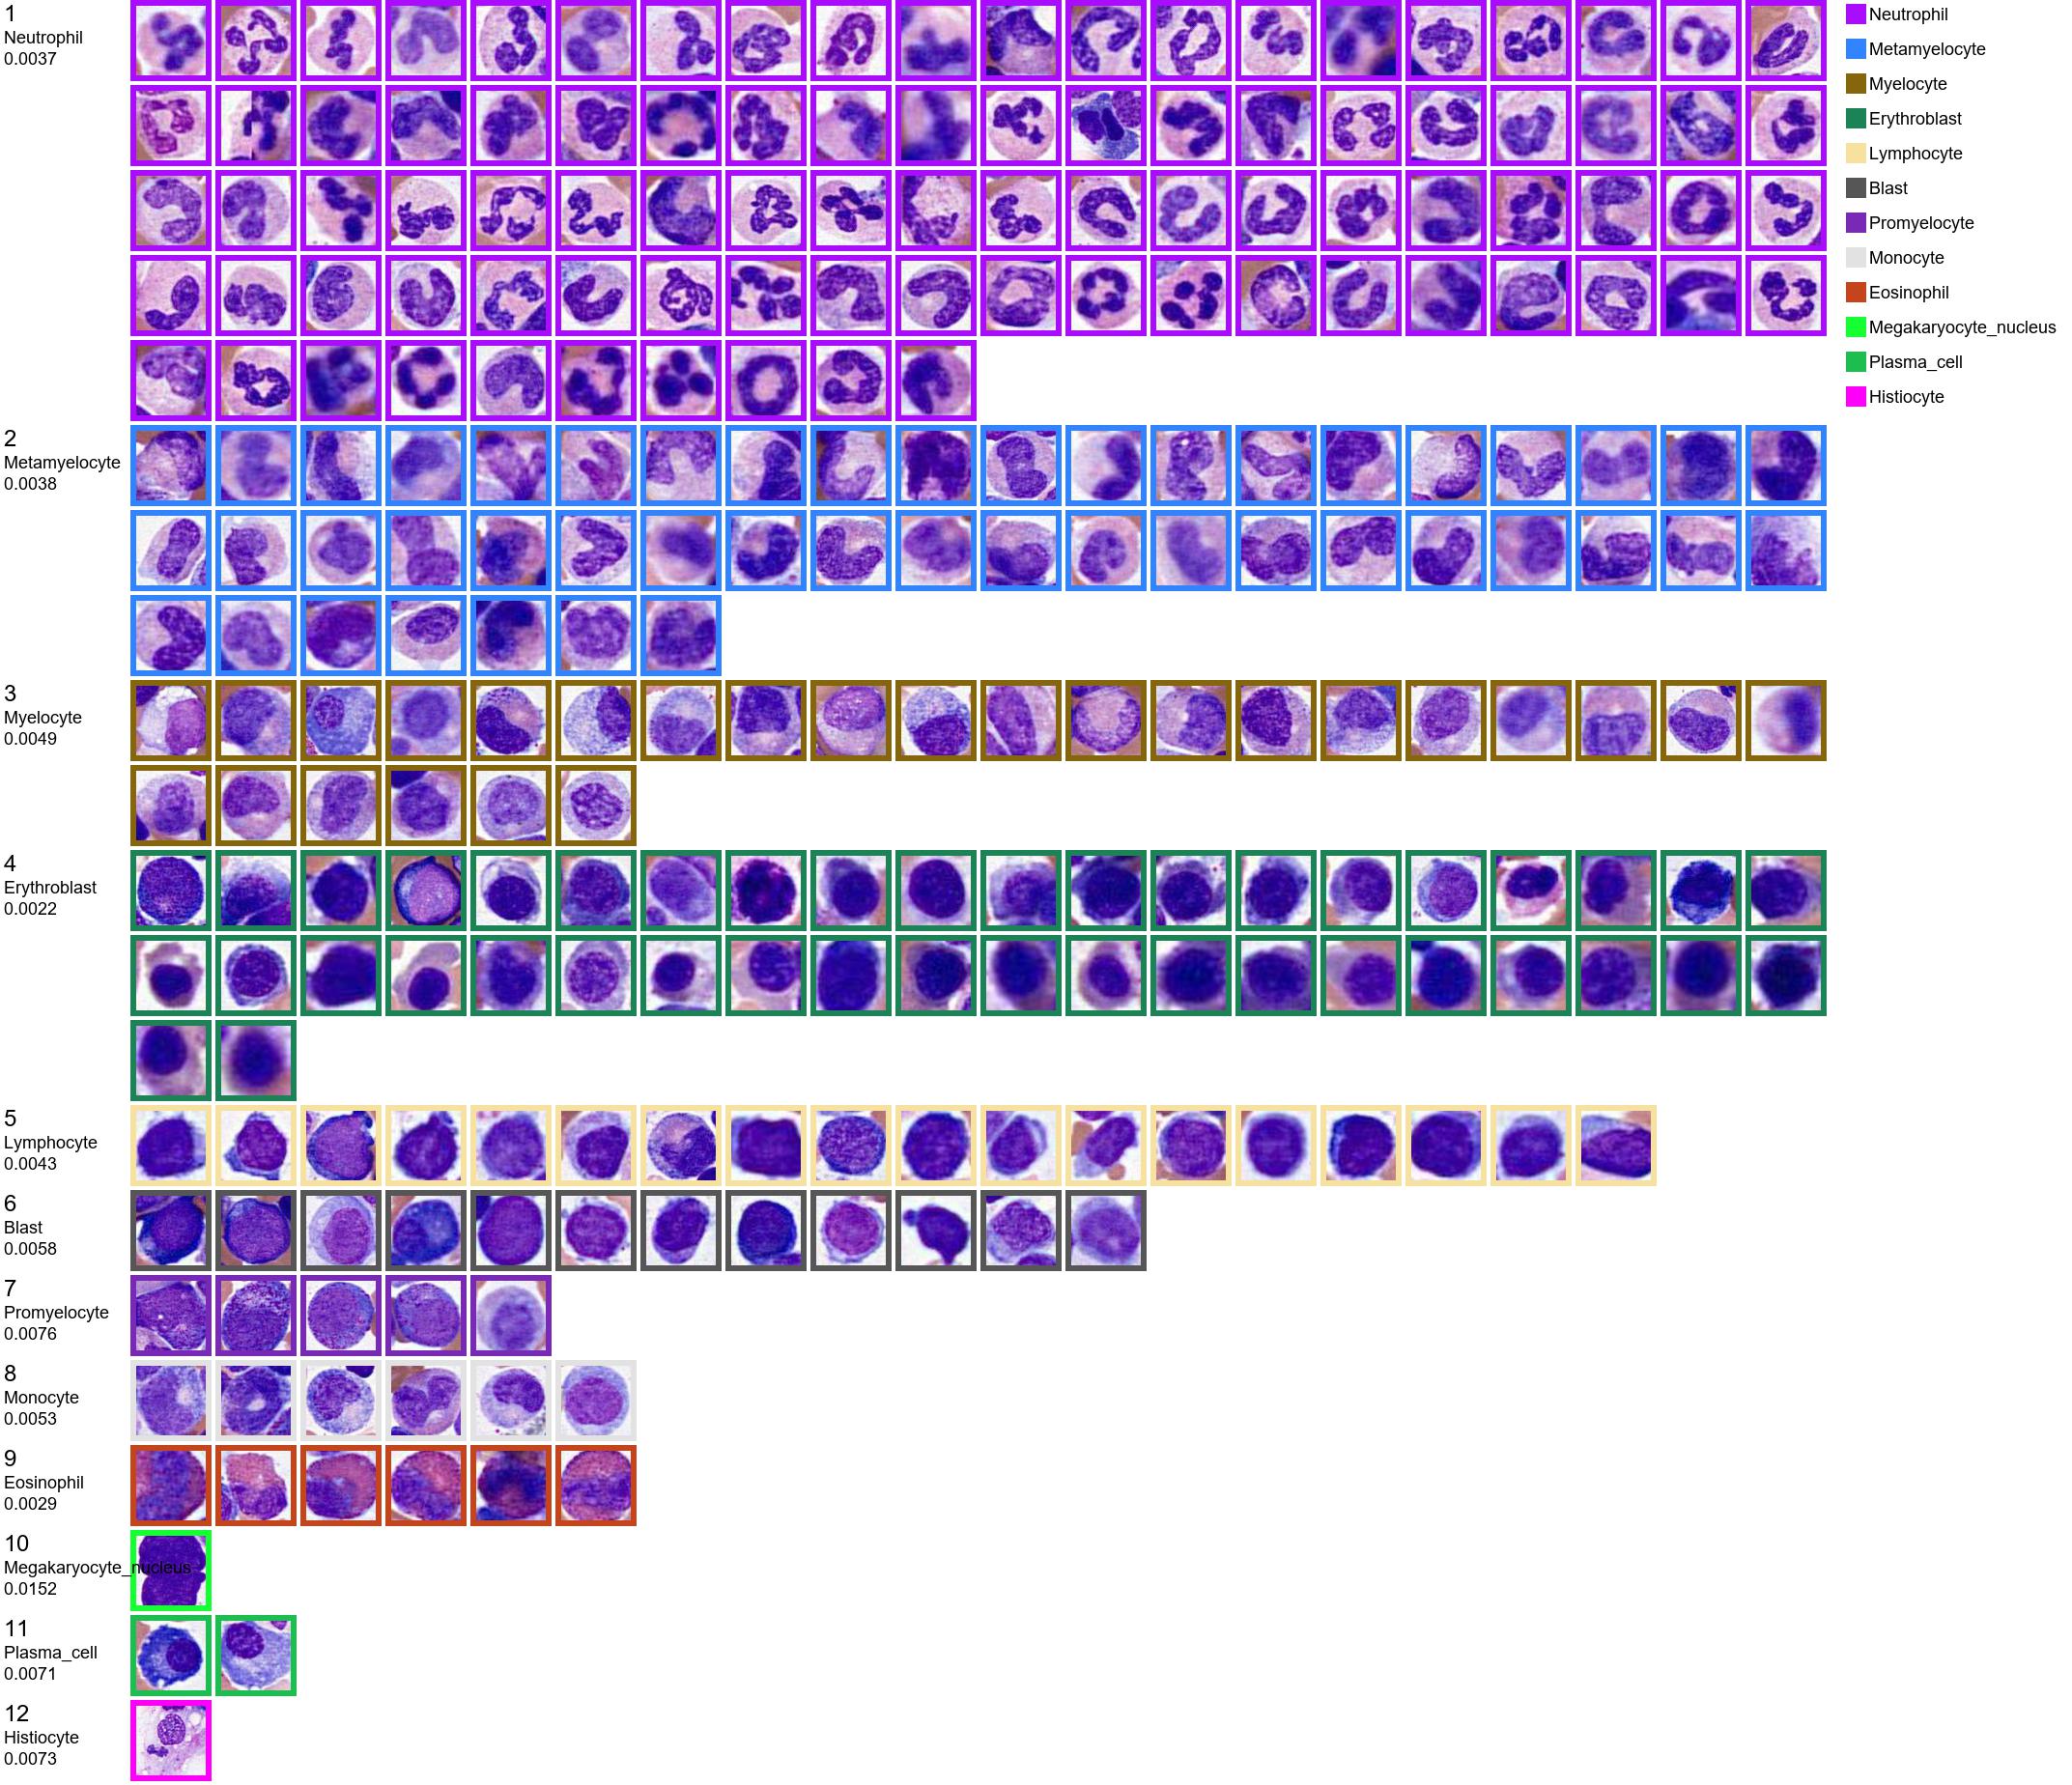 1
Neutrophil
0.0037
2
Metamyelocyte
0.0038
3
Myelocyte
0.0049
4
Erythroblast
0.0022
5
Lymphocyte
0.0043
6
Blast
0.0058
7
Promyelocyte
0.0076
8
Monocyte
0.0053
9
Eosinophil
0.0029
10
Megakaryocyte_nucleus
0.0152
11
Plasma_cell
0.0071
12
Histiocyte
0.0073
Neutrophil
Metamyelocyte
Myelocyte
Erythroblast
Lymphocyte
Blast
Promyelocyte
Monocyte
Eosinophil
Megakaryocyte_nucleus
Plasma_cell
Histiocyte